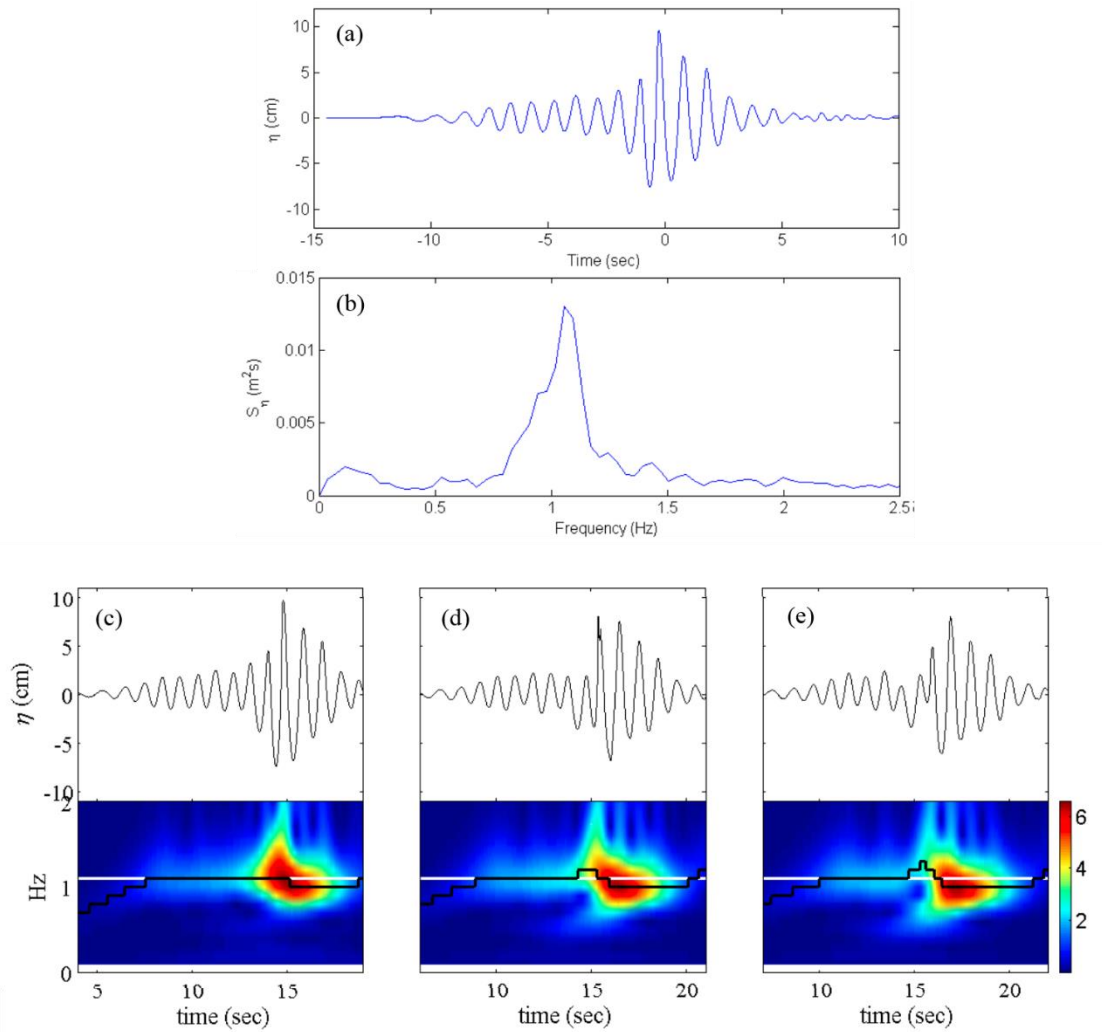 (a)
10
5
0
-5
-10
η (cm)
-15 -10 -5 0 5 10
Time (sec)
(b)
0.015
0.01
0.005
0
S_η (m²s)
0 0.5 1 1.5 2 2.5
Frequency (Hz)
(c) (d) (e)
10
5
0
-5
-10
η (cm)
2
1
0
Hz
6
4
2
5 10 15 10 15 20 10 15 20
time (sec) time (sec) time (sec)